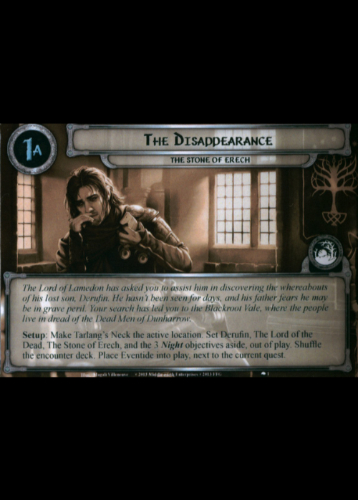 1A
The Disappearance
The Stone of Erech
The Lord of Lamedon has asked you to assist him in discovering the whereabouts
of his lost son, Derufin. He hasn't been seen for days, and his father fears he may
be in grave peril. Your search has led you to the Blackroot Vale, where the people
live in dread of the Dead Men of Dunharrow.
Setup: Make Tarlang's Neck the active location. Set Derufin, The Lord of the
Dead, The Stone of Erech, and the 3 Night objectives aside, out of play. Shuffle
the encounter deck. Place Eventide into play, next to the current quest.